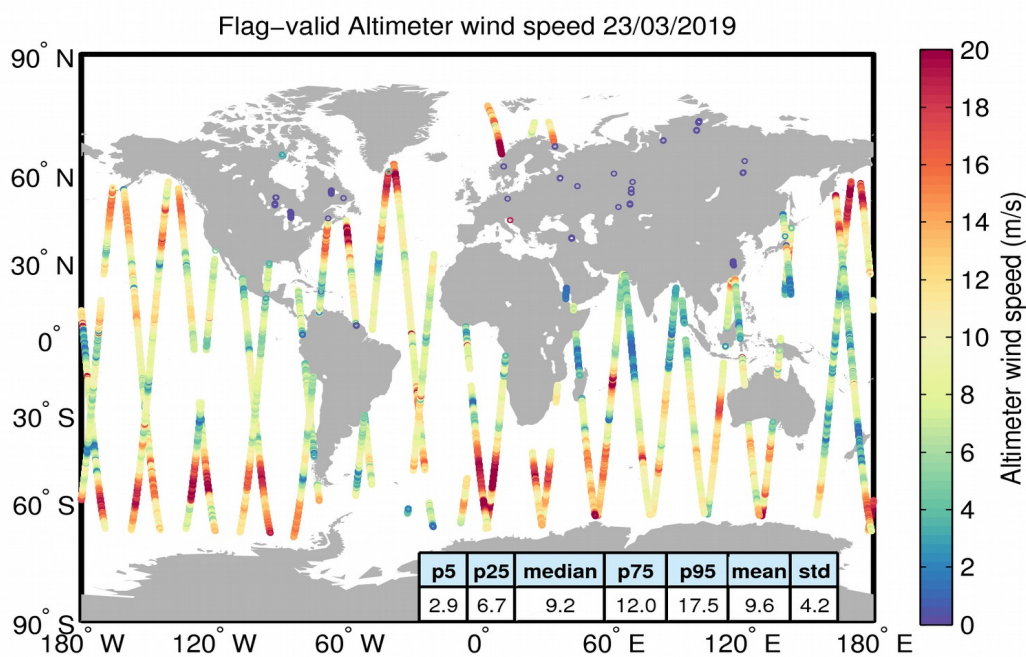 Flag−valid Altimeter wind speed 23/03/2019
90° N
60° N
30° N
0°
30° S
60° S
90° S
180° W
120° W
60° W
0°
60° E
120° E
180° E
p5 p25 median p75 p95 mean std
2.9 6.7 9.2 12.0 17.5 9.6 4.2
20
18
16
14
12
10
8
6
4
2
0
Altimeter wind speed (m/s)